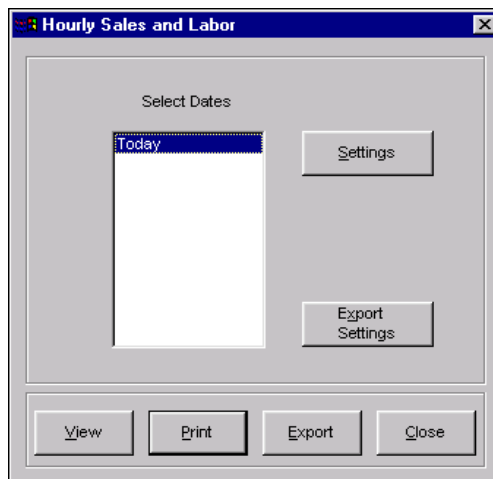 Hourly Sales and Labor
Select Dates
Today
Settings
Export
Settings
View
Print
Export
Close